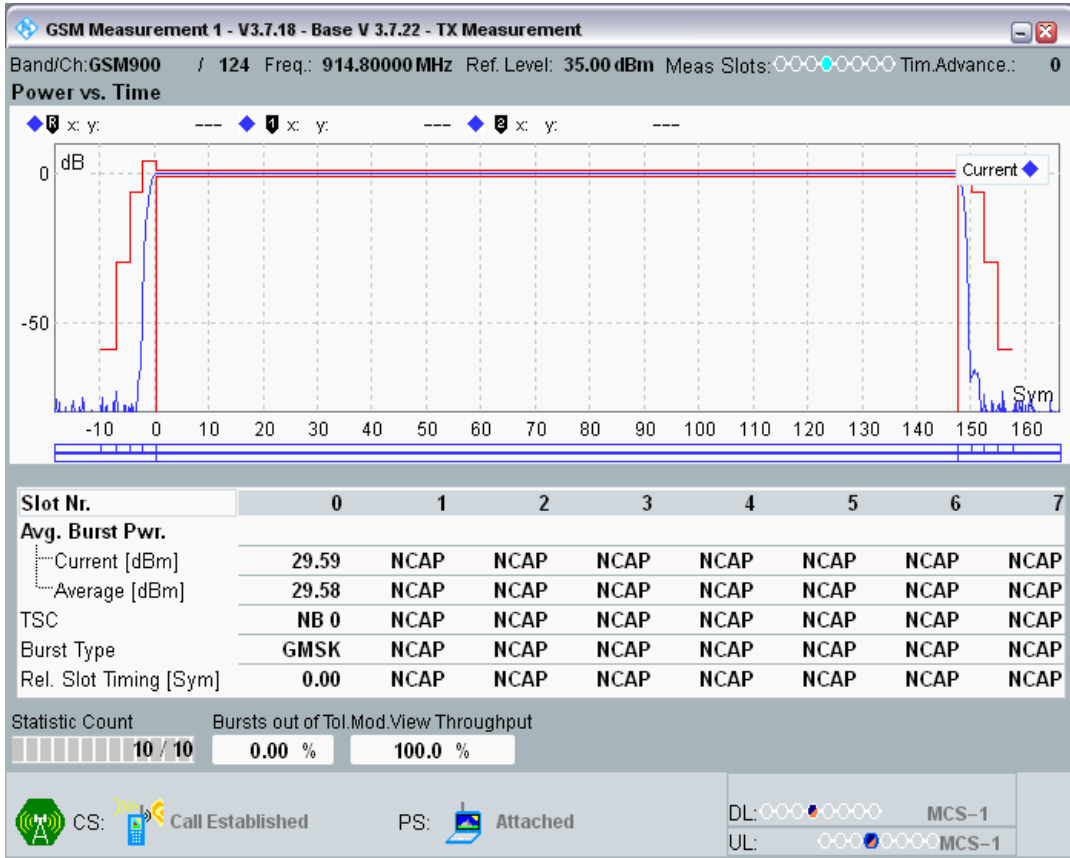 GSM Measurement 1 - V3.7.18 - Base V 3.7.22 - TX Measurement
Band/Ch:GSM900 / 124 Freq.: 914.80000 MHz Ref. Level: 35.00 dBm Meas Slots: Tim.Advance.: 0
Power vs. Time
R x: y: --- 1 x: y: --- 2 x: y: ---
dB
Current
0
-50
Sym
-10 0 10 20 30 40 50 60 70 80 90 100 110 120 130 140 150 160
Slot Nr. 0 1 2 3 4 5 6 7
Avg. Burst Pwr.
Current [dBm] 29.59 NCAP NCAP NCAP NCAP NCAP NCAP NCAP
Average [dBm] 29.58 NCAP NCAP NCAP NCAP NCAP NCAP NCAP
TSC NB 0 NCAP NCAP NCAP NCAP NCAP NCAP NCAP
Burst Type GMSK NCAP NCAP NCAP NCAP NCAP NCAP NCAP
Rel. Slot Timing [Sym] 0.00 NCAP NCAP NCAP NCAP NCAP NCAP NCAP
Statistic Count Bursts out of Tol.Mod.View Throughput
10 / 10 0.00 % 100.0 %
CS: Call Established PS: Attached
DL: MCS-1
UL: MCS-1